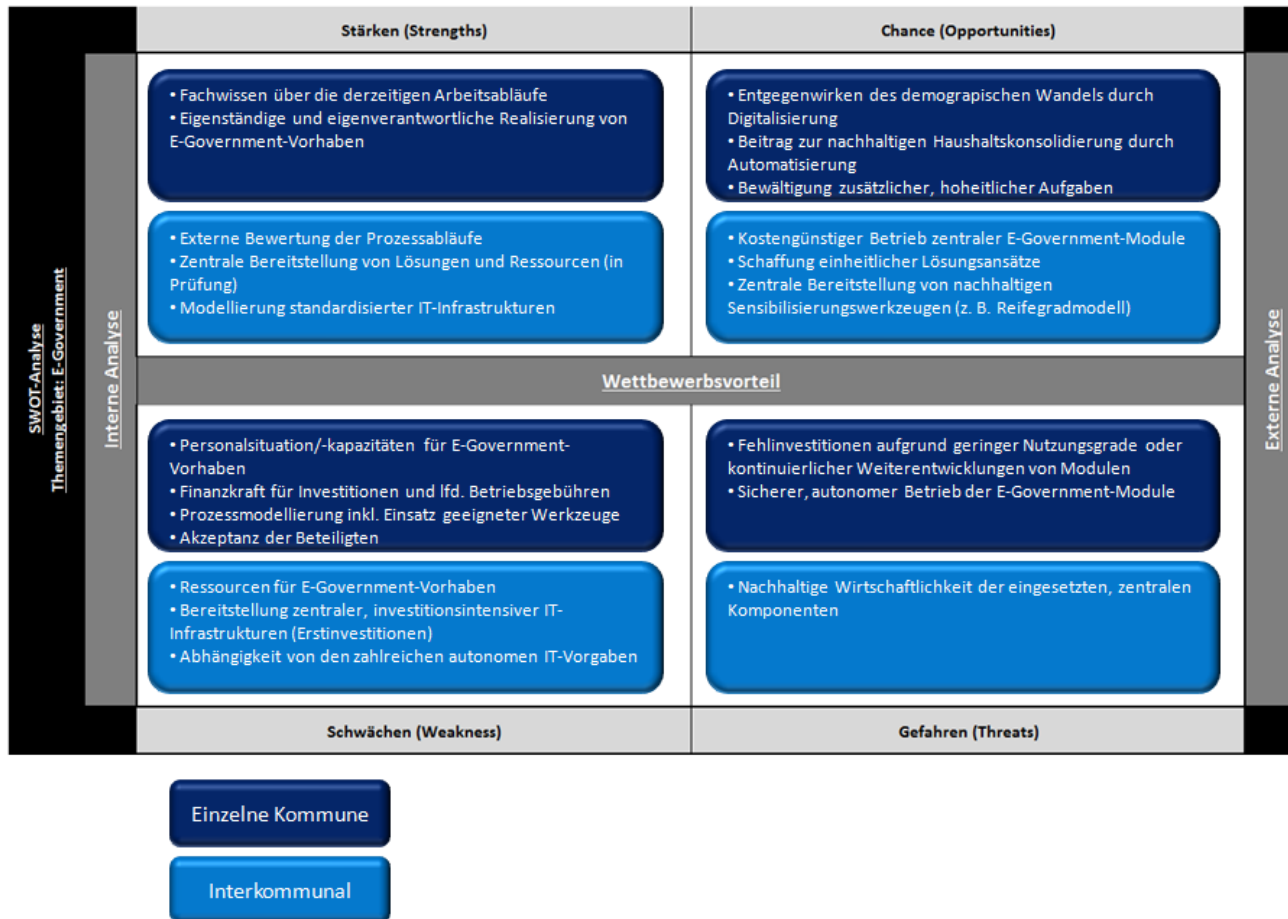 Stärken (Strengths)
Chance (Opportunities)
SWOT-Analyse
Themengebiet: E-Government
Interne Analyse
• Fachwissen über die derzeitigen Arbeitsabläufe
• Eigenständige und eigenverantwortliche Realisierung von
E-Government-Vorhaben
• Externe Bewertung der Prozessabläufe
• Zentrale Bereitstellung von Lösungen und Ressourcen (in
Prüfung)
• Modellierung standardisierter IT-Infrastrukturen
• Entgegenwirken des demograpischen Wandels durch
Digitalisierung
• Beitrag zur nachhaltigen Haushaltskonsolidierung durch
Automatisierung
• Bewältigung zusätzlicher, hoheitlicher Aufgaben
• Kostengünstiger Betrieb zentraler E-Government-Module
• Schaffung einheitlicher Lösungsansätze
• Zentrale Bereitstellung von nachhaltigen
Sensibilisierungswerkzeugen (z. B. Reifegradmodell)
Externe Analyse
Wettbewerbsvorteil
• Personalsituation/-kapazitäten für E-Government-
Vorhaben
• Finanzkraft für Investitionen und lfd. Betriebsgebühren
• Prozessmodellierung inkl. Einsatz geeigneter Werkzeuge
• Akzeptanz der Beteiligten
• Ressourcen für E-Government-Vorhaben
• Bereitstellung zentraler, investitionsintensiver IT-
Infrastrukturen (Erstinvestitionen)
• Abhängigkeit von den zahlreichen autonomen IT-Vorgaben
• Fehlinvestitionen aufgrund geringer Nutzungsgrade oder
kontinuierlicher Weiterentwicklungen von Modulen
• Sicherer, autonomer Betrieb der E-Government-Module
• Nachhaltige Wirtschaftlichkeit der eingesetzten, zentralen
Komponenten
Schwächen (Weakness)
Gefahren (Threats)
Einzelne Kommune
Interkommunal